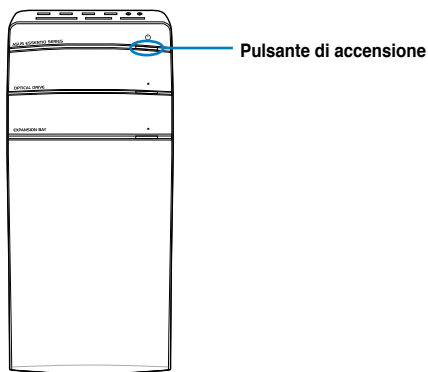 ASUS ESSENTIO SERIES
Pulsante di accensione
OPTICAL DRIVE
EXPANSION BAY